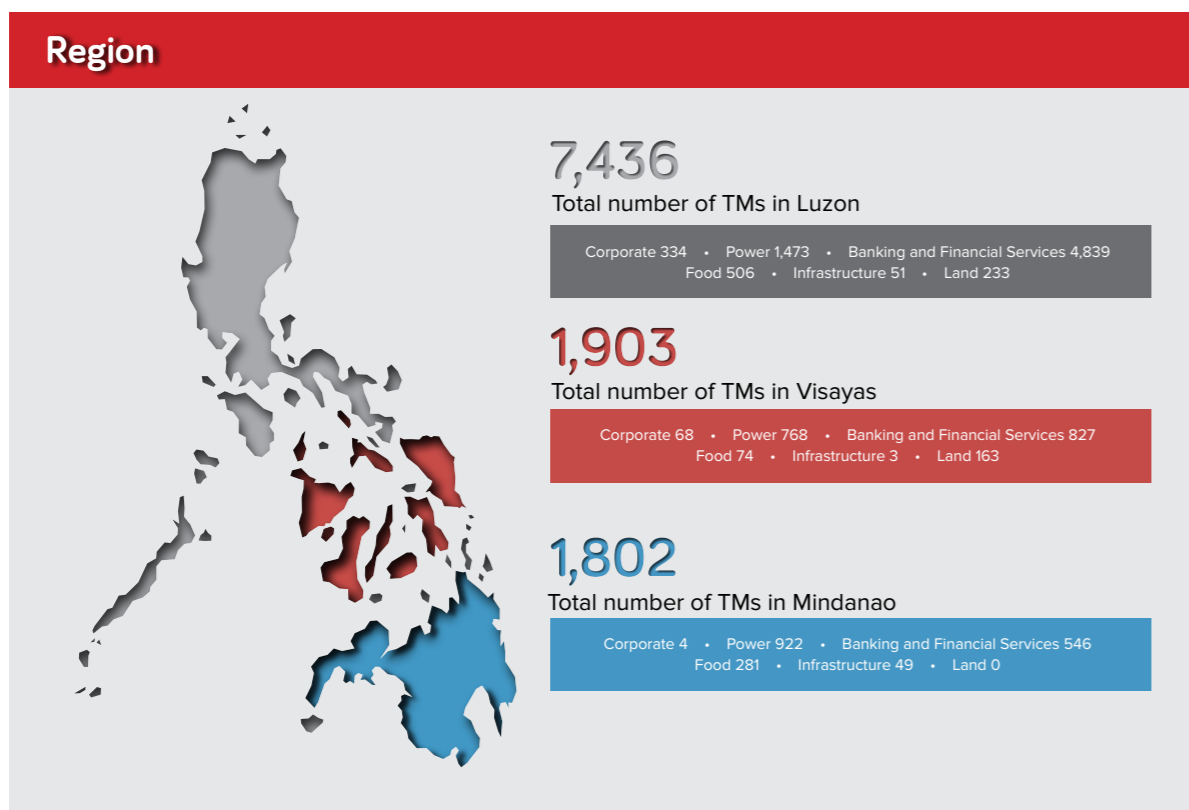 Region
7,436
Total number of TMs in Luzon
Corporate 334 • Power 1,473 • Banking and Financial Services 4,839
Food 506 • Infrastructure 51 • Land 233
1,903
Total number of TMs in Visayas
Corporate 68 • Power 768 • Banking and Financial Services 827
Food 74 • Infrastructure 3 • Land 163
1,802
Total number of TMs in Mindanao
Corporate 4 • Power 922 • Banking and Financial Services 546
Food 281 • Infrastructure 49 • Land 0